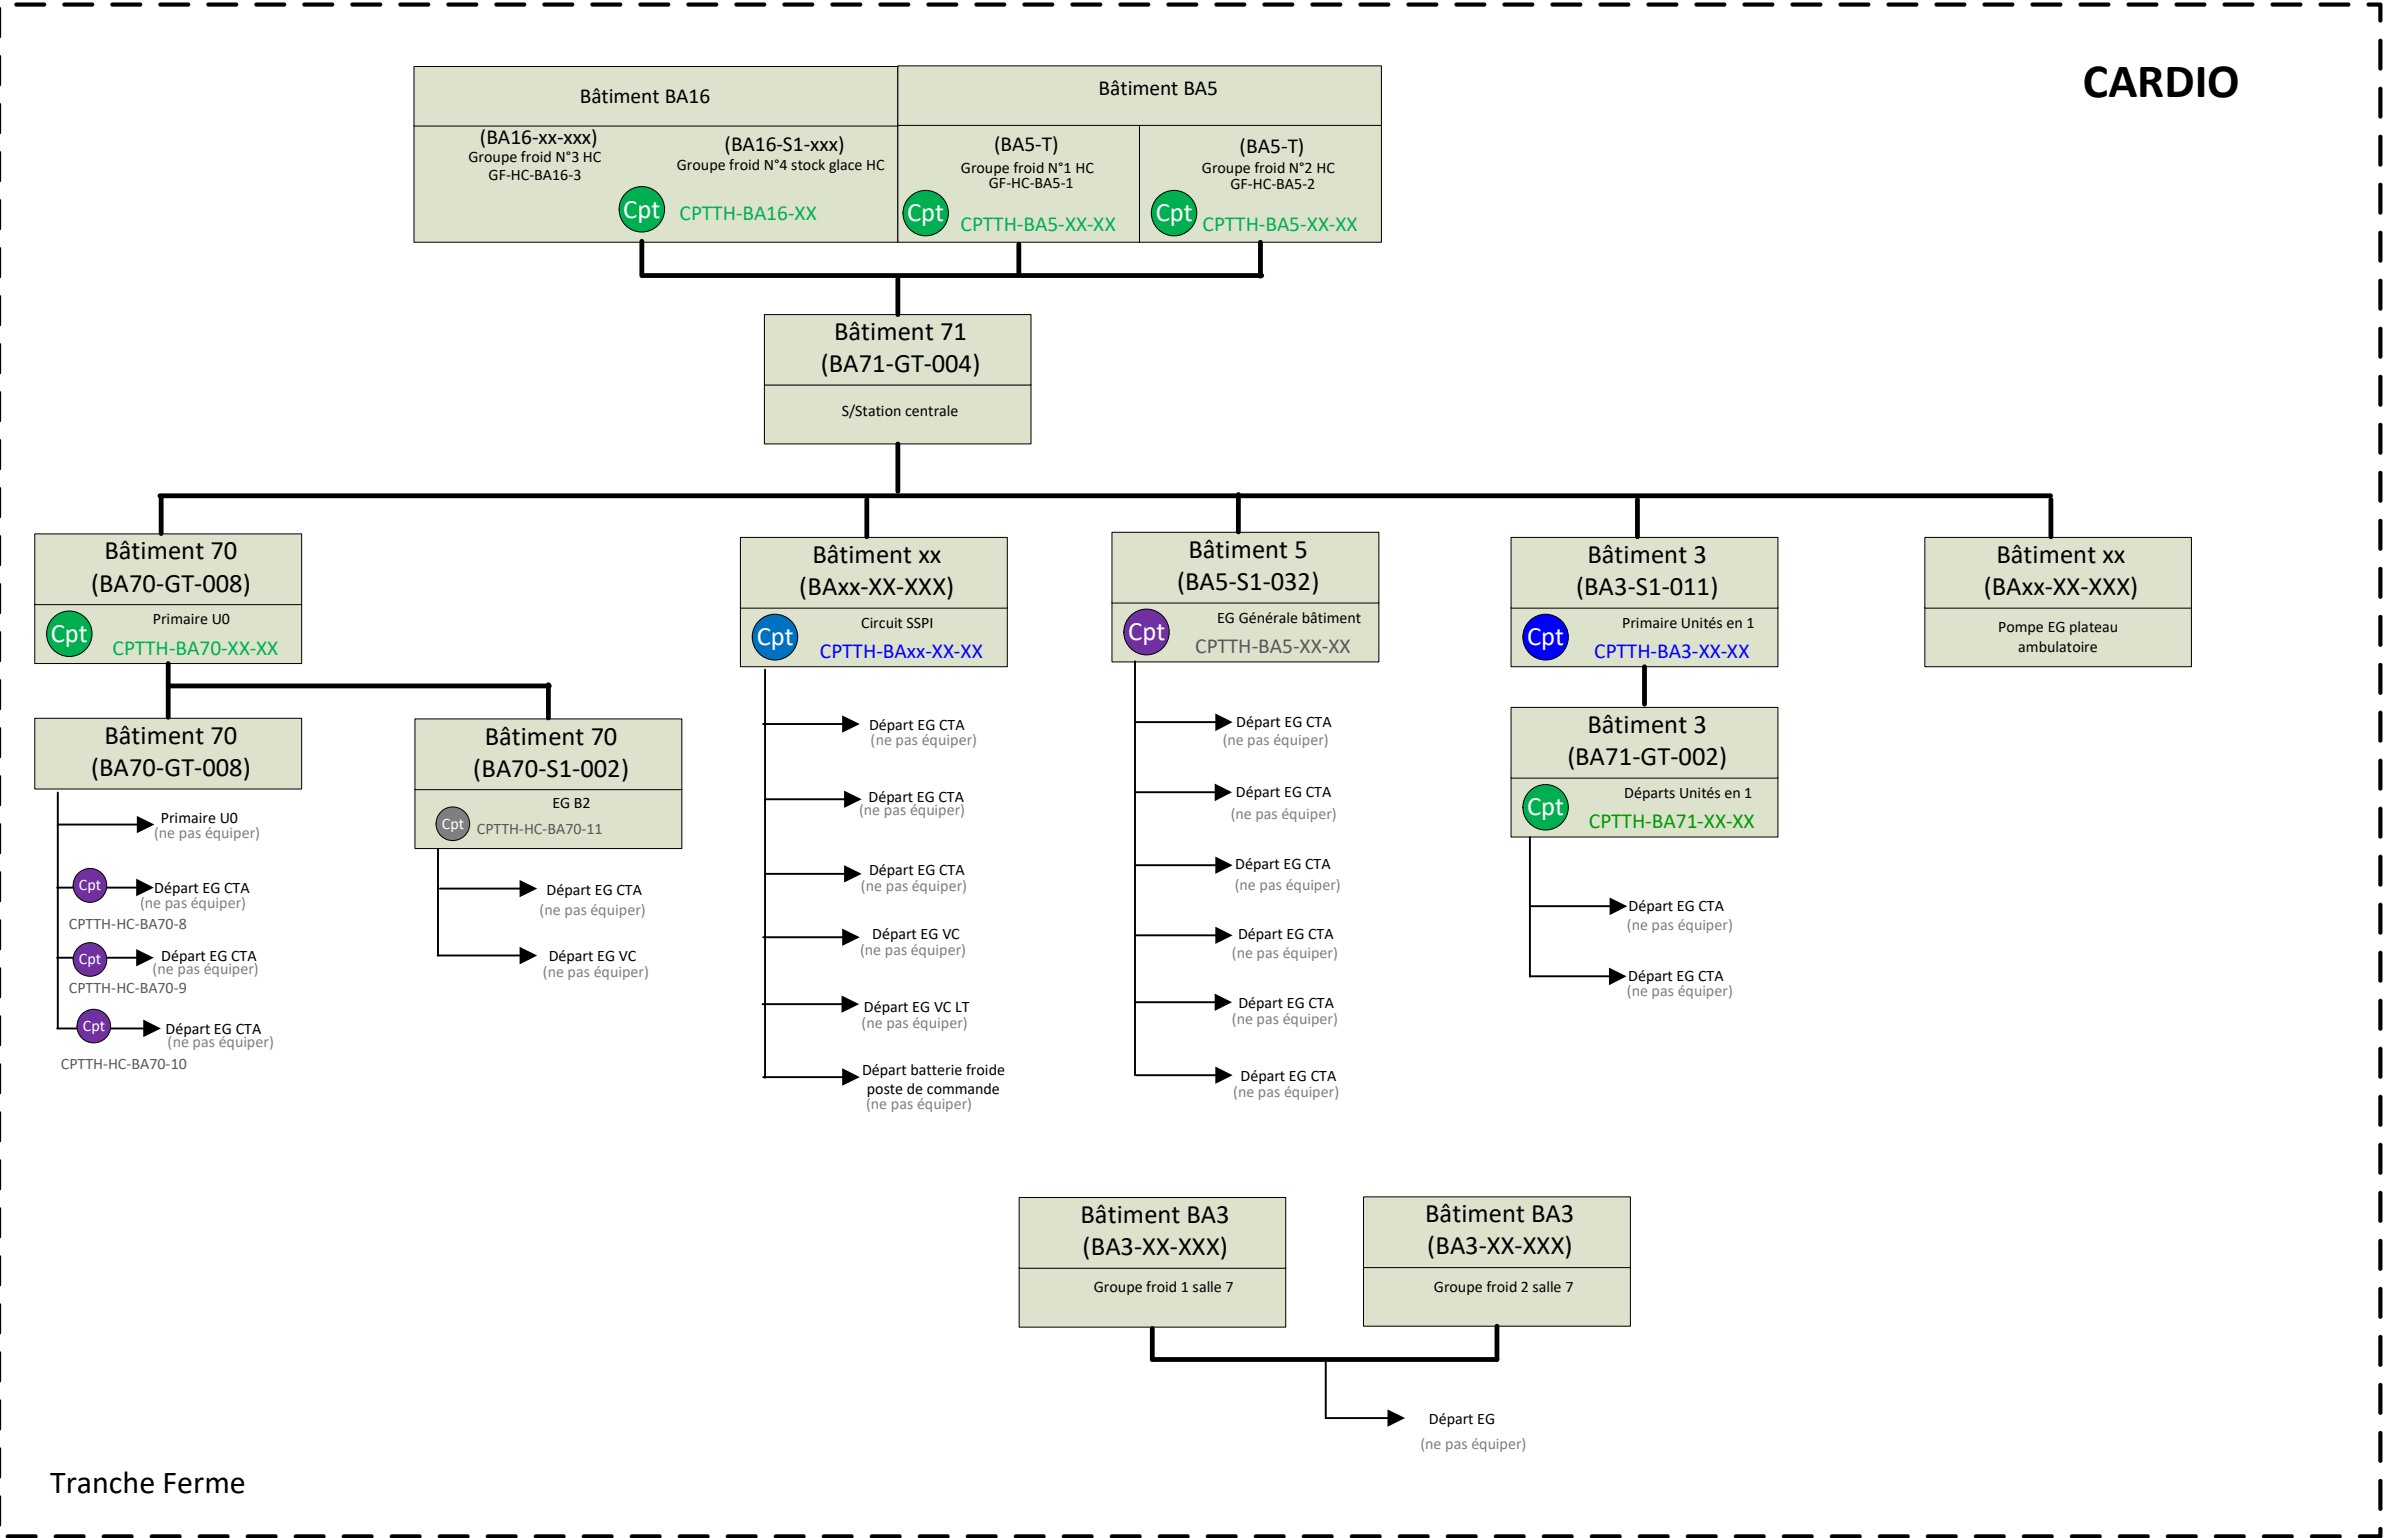 CARDIO
Bâtiment BA16
Bâtiment BA5
(BA16-xx-xxx)
Groupe froid N°3 HC
GF-HC-BA16-3
(BA16-S1-xxx)
Groupe froid N°4 stock glace HC
Cpt
CPTTH-BA16-XX
(BA5-T)
Groupe froid N°1 HC
GF-HC-BA5-1
Cpt
CPTTH-BA5-XX-XX
(BA5-T)
Groupe froid N°2 HC
GF-HC-BA5-2
Cpt
CPTTH-BA5-XX-XX
Bâtiment 71
(BA71-GT-004)
S/Station centrale
Bâtiment 70
(BA70-GT-008)
Primaire U0
Cpt
CPTTH-BA70-XX-XX
Bâtiment 70
(BA70-GT-008)
Primaire U0
(ne pas équiper)
Cpt
Départ EG CTA
(ne pas équiper)
CPTTH-HC-BA70-8
Cpt
Départ EG CTA
(ne pas équiper)
CPTTH-HC-BA70-9
Cpt
Départ EG CTA
(ne pas équiper)
CPTTH-HC-BA70-10
Bâtiment 70
(BA70-S1-002)
EG B2
Cpt
CPTTH-HC-BA70-11
Départ EG CTA
(ne pas équiper)
Départ EG VC
(ne pas équiper)
Bâtiment xx
(BAxx-XX-XXX)
Circuit SSPI
Cpt
CPTTH-BAxx-XX-XX
Départ EG CTA
(ne pas équiper)
Départ EG CTA
(ne pas équiper)
Départ EG CTA
(ne pas équiper)
Départ EG VC
(ne pas équiper)
Départ EG VC LT
(ne pas équiper)
Départ batterie froide
poste de commande
(ne pas équiper)
Bâtiment 5
(BA5-S1-032)
EG Générale bâtiment
Cpt
CPTTH-BA5-XX-XX
Départ EG CTA
(ne pas équiper)
Départ EG CTA
(ne pas équiper)
Départ EG CTA
(ne pas équiper)
Départ EG CTA
(ne pas équiper)
Départ EG CTA
(ne pas équiper)
Départ EG CTA
(ne pas équiper)
Bâtiment 3
(BA3-S1-011)
Primaire Unités en 1
Cpt
CPTTH-BA3-XX-XX
Bâtiment 3
(BA71-GT-002)
Départs Unités en 1
Cpt
CPTTH-BA71-XX-XX
Départ EG CTA
(ne pas équiper)
Départ EG CTA
(ne pas équiper)
Bâtiment xx
(BAxx-XX-XXX)
Pompe EG plateau
ambulatoire
Bâtiment BA3
(BA3-XX-XXX)
Groupe froid 1 salle 7
Bâtiment BA3
(BA3-XX-XXX)
Groupe froid 2 salle 7
Départ EG
(ne pas équiper)
Tranche Ferme